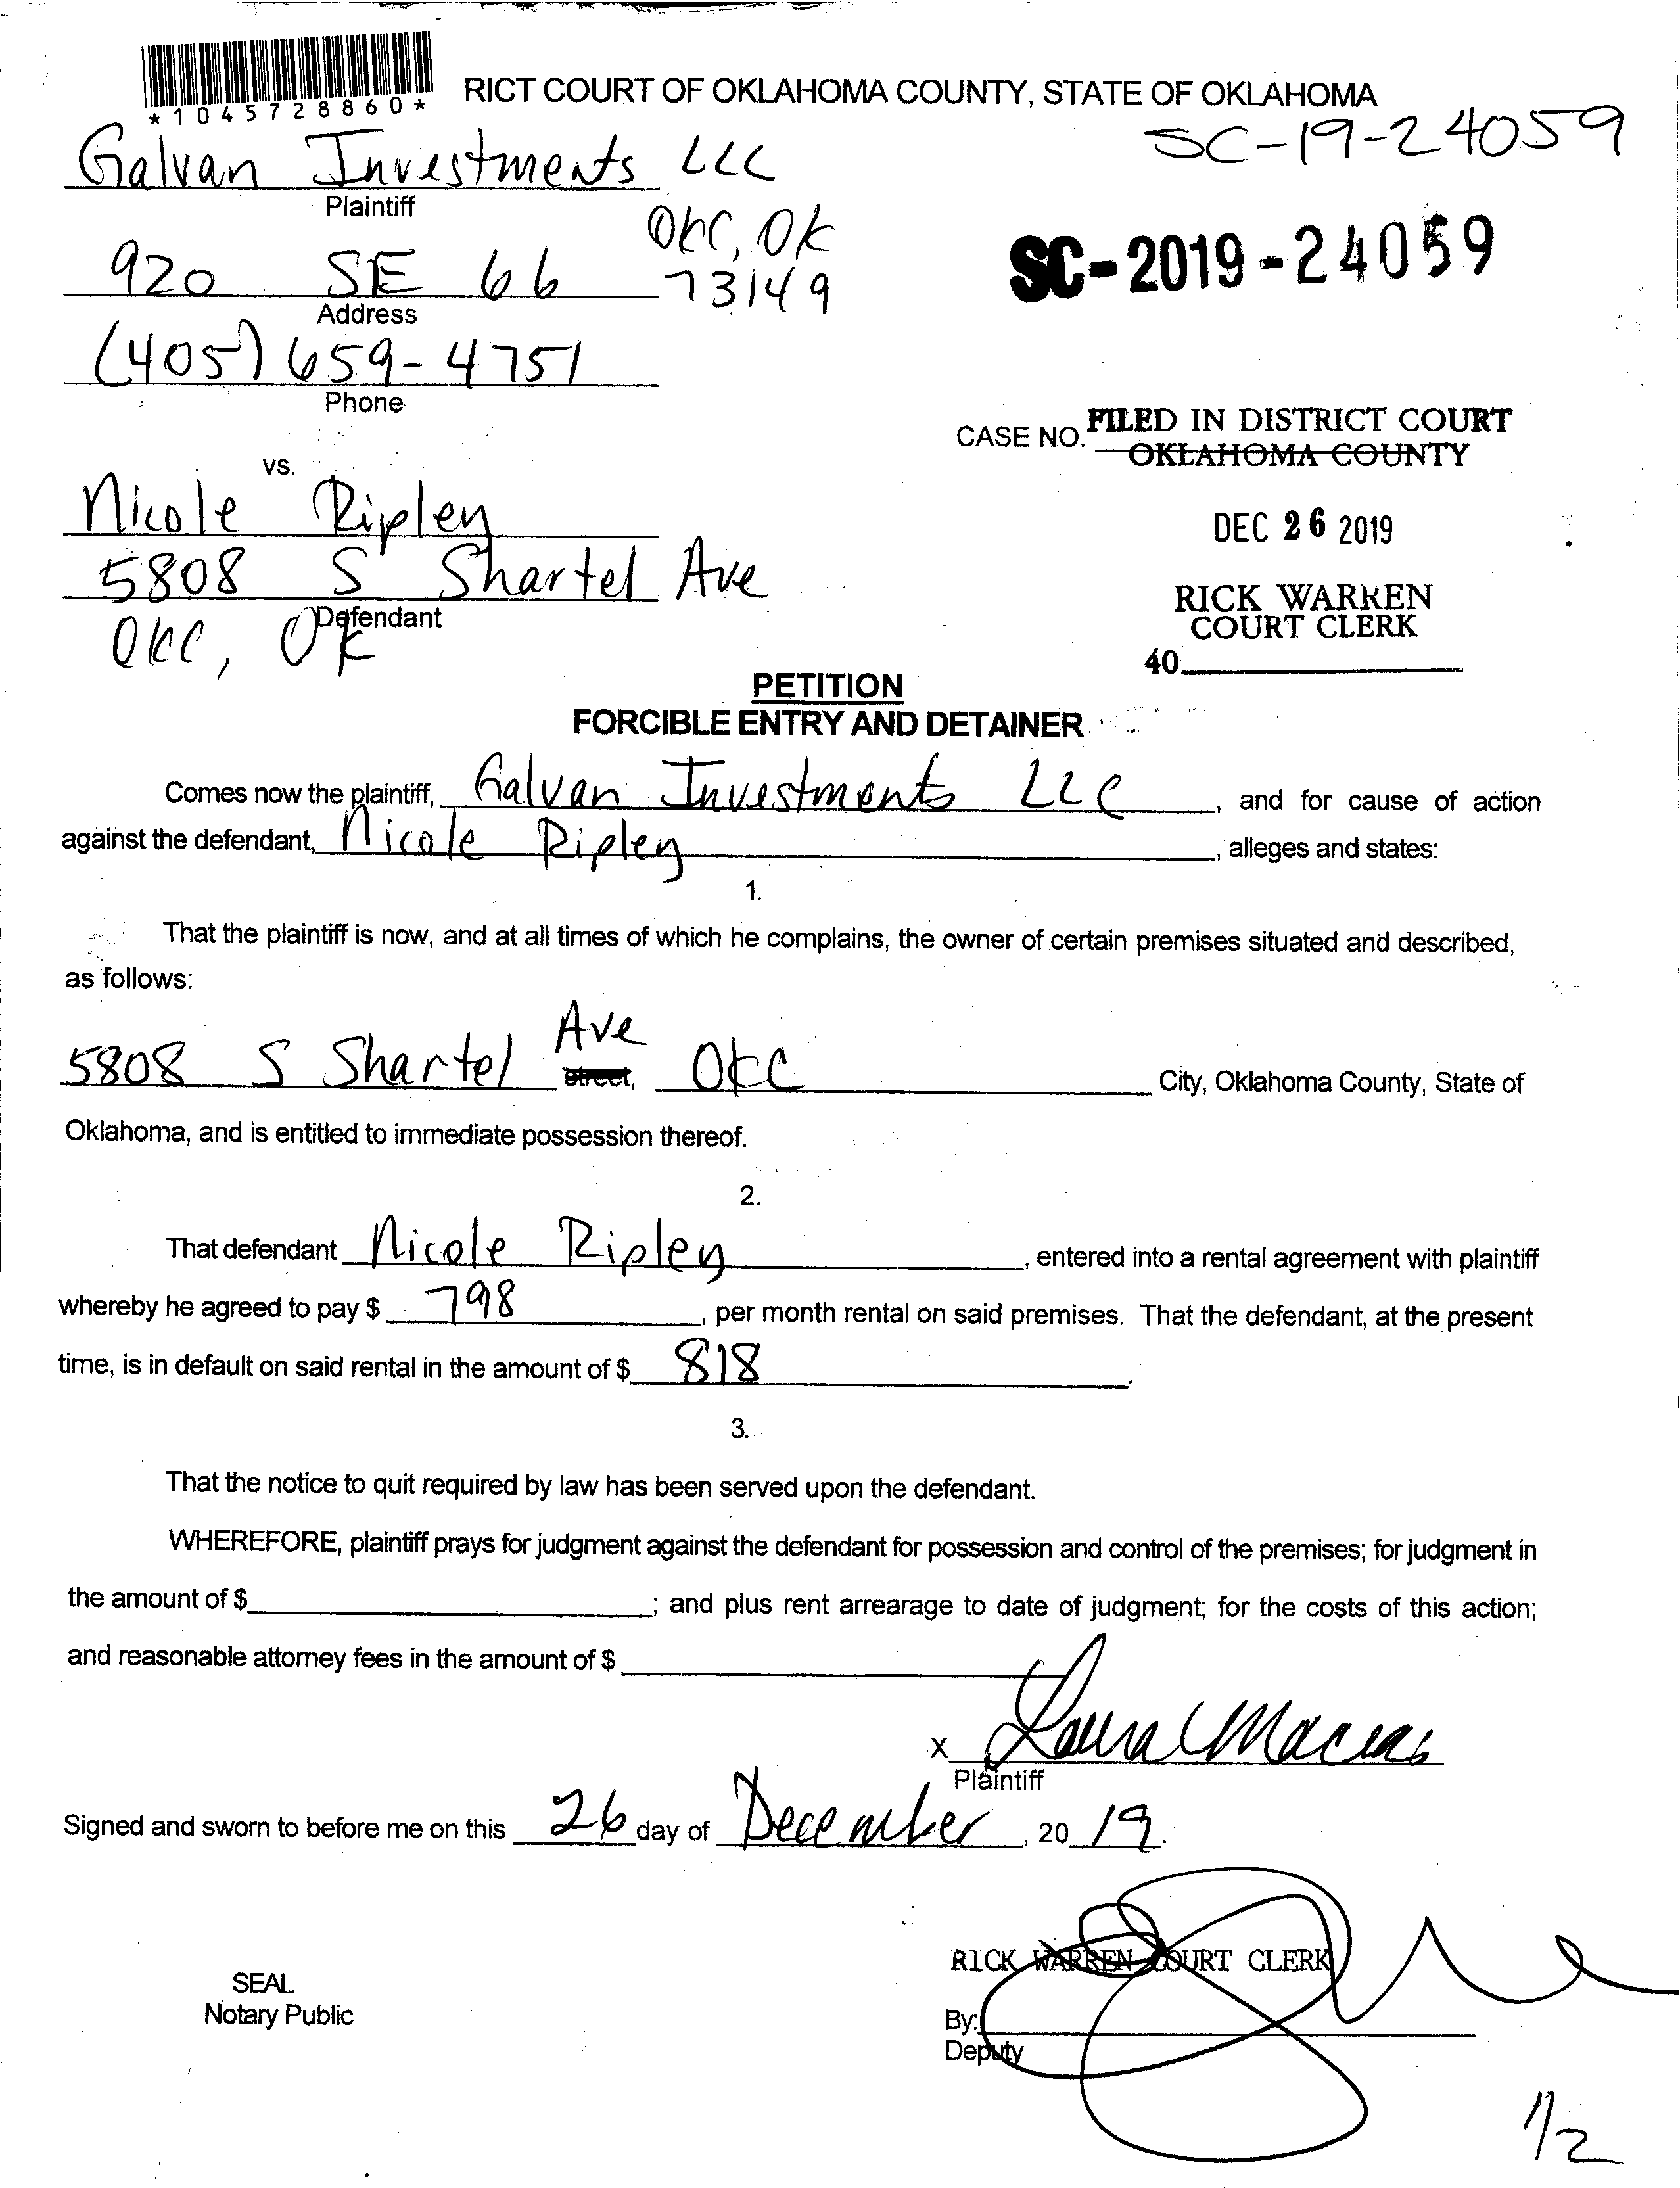 *1045728860*
RICT COURT OF OKLAHOMA COUNTY, STATE OF OKLAHOMA
SC-19-24059
Galvan Investments LLC
Plaintiff
OKC, OK
SC-2019-24059
920 SE 66 73149
Address
(405) 659-4751
Phone
CASE NO. FILED IN DISTRICT COURT
OKLAHOMA COUNTY
vs.
Nicole Ripley
DEC 26 2019
5808 S Shartel Ave
RICK WARREN
Defendant
COURT CLERK
OKC, OK
40
PETITION
FORCIBLE ENTRY AND DETAINER
Comes now the plaintiff, Galvan Investments LLC, and for cause of action
against the defendant, Nicole Ripley, alleges and states:
1.
That the plaintiff is now, and at all times of which he complains, the owner of certain premises situated and described,
as follows:
Ave
5808 S Shartel street, OKC City, Oklahoma County, State of
Oklahoma, and is entitled to immediate possession thereof.
2.
That defendant Nicole Ripley, entered into a rental agreement with plaintiff
whereby he agreed to pay $ 798, per month rental on said premises. That the defendant, at the present
time, is in default on said rental in the amount of $ 818.
3.
That the notice to quit required by law has been served upon the defendant.
WHEREFORE, plaintiff prays for judgment against the defendant for possession and control of the premises; for judgment in
the amount of $; and plus rent arrearage to date of judgment; for the costs of this action;
and reasonable attorney fees in the amount of $
X Laura Macias
Plaintiff
Signed and sworn to before me on this 26 day of December, 20 19.
RICK WARREN COURT CLERK
SEAL
Notary Public
By:
Deputy
1/2